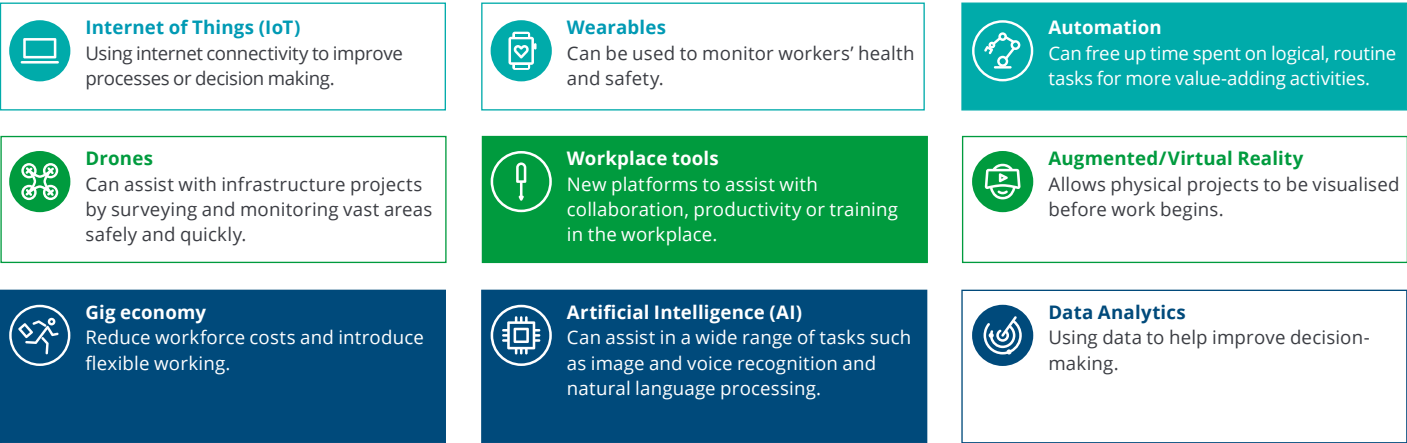 Internet of Things (IoT)
Using internet connectivity to improve
processes or decision making.
Wearables
Can be used to monitor workers’ health
and safety.
Automation
Can free up time spent on logical, routine
tasks for more value-adding activities.
Drones
Can assist with infrastructure projects
by surveying and monitoring vast areas
safely and quickly.
Workplace tools
New platforms to assist with
collaboration, productivity or training
in the workplace.
Augmented/Virtual Reality
Allows physical projects to be visualised
before work begins.
Gig economy
Reduce workforce costs and introduce
flexible working.
Artificial Intelligence (AI)
Can assist in a wide range of tasks such
as image and voice recognition and
natural language processing.
Data Analytics
Using data to help improve decision-
making.